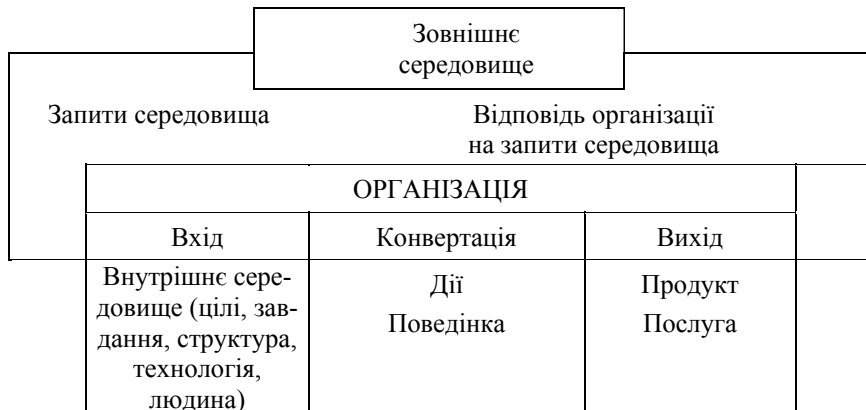 Зовнішнє
середовище
Запити середовища
Відповідь організації
на запити середовища
ОРГАНІЗАЦІЯ
Вхід
Конвертація
Вихід
Внутрішнє сере-
довище (цілі, зав-
дання, структура,
технологія,
людина)
Дії
Поведінка
Продукт
Послуга